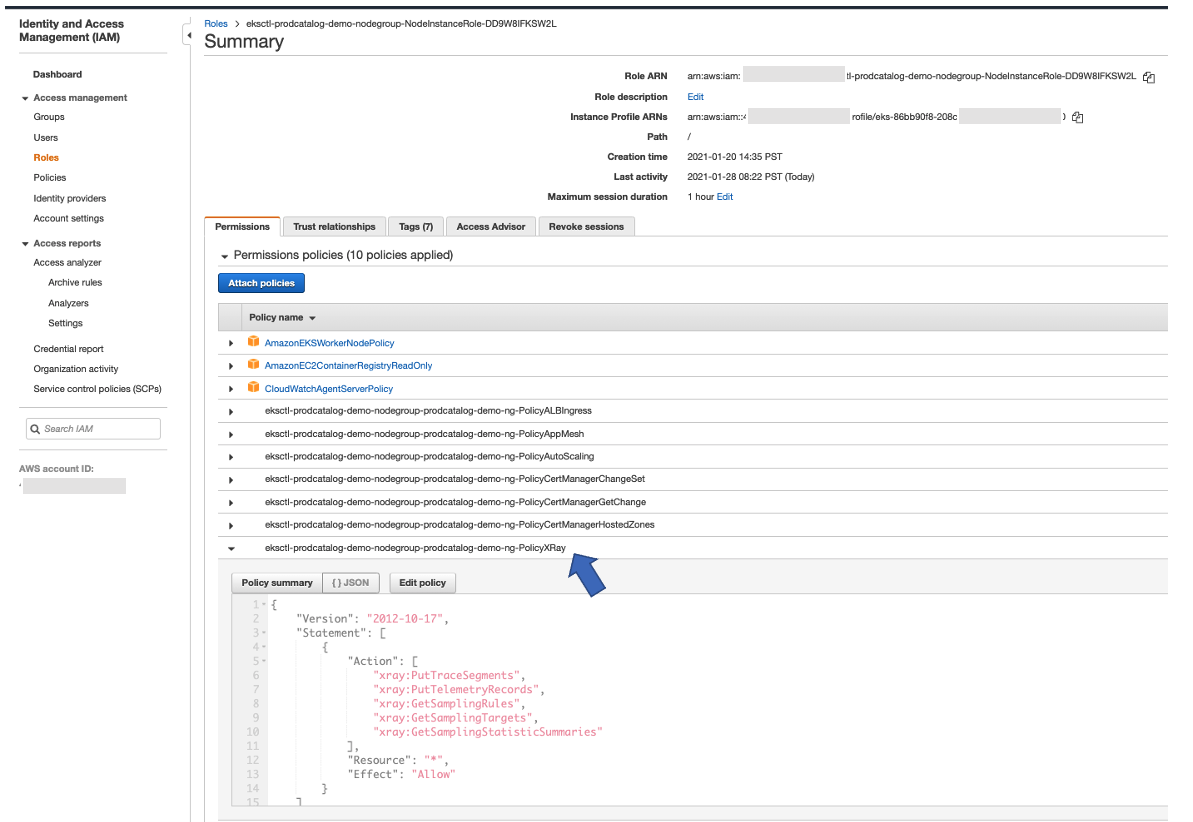 Identity and Access
Management (IAM)
Dashboard
Access management
Groups
Users
Roles
Policies
Identity providers
Account settings
Access reports
Access analyzer
Archive rules
Analyzers
Settings
Credential report
Organization activity
Service control policies (SCPs)
Search IAM
AWS account ID:
Roles > eksctl-prodcatalog-demo-nodegroup-NodeInstanceRole-DD9W8IFKSW2L
Summary
Role ARN arn:aws:iam: tl-prodcatalog-demo-nodegroup-NodeInstanceRole-DD9W8IFKSW2L
Role description Edit
Instance Profile ARNs arn:aws:iam::4 rofile/eks-86bb90f8-208c
Path /
Creation time 2021-01-20 14:35 PST
Last activity 2021-01-28 08:22 PST (Today)
Maximum session duration 1 hour Edit
Permissions Trust relationships Tags (7) Access Advisor Revoke sessions
Permissions policies (10 policies applied)
Attach policies
Policy name
AmazonEKSWorkerNodePolicy
AmazonEC2ContainerRegistryReadOnly
CloudWatchAgentServerPolicy
eksctl-prodcatalog-demo-nodegroup-prodcatalog-demo-ng-PolicyALBIngress
eksctl-prodcatalog-demo-nodegroup-prodcatalog-demo-ng-PolicyAppMesh
eksctl-prodcatalog-demo-nodegroup-prodcatalog-demo-ng-PolicyAutoScaling
eksctl-prodcatalog-demo-nodegroup-prodcatalog-demo-ng-PolicyCertManagerChangeSet
eksctl-prodcatalog-demo-nodegroup-prodcatalog-demo-ng-PolicyCertManagerGetChange
eksctl-prodcatalog-demo-nodegroup-prodcatalog-demo-ng-PolicyCertManagerHostedZones
eksctl-prodcatalog-demo-nodegroup-prodcatalog-demo-ng-PolicyXRay
Policy summary { } JSON Edit policy
1 {
2 "Version": "2012-10-17",
3 "Statement": [
4 {
5 "Action": [
6 "xray:PutTraceSegments",
7 "xray:PutTelemetryRecords",
8 "xray:GetSamplingRules",
9 "xray:GetSamplingTargets",
10 "xray:GetSamplingStatisticSummaries"
11 ],
12 "Resource": "*",
13 "Effect": "Allow"
14 }
15 ]